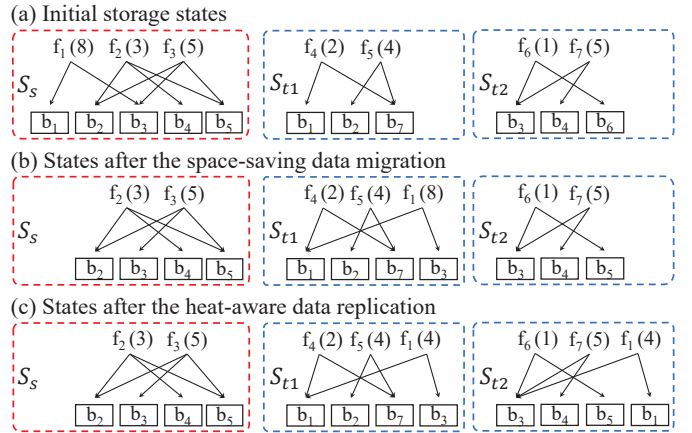 (a) Initial storage states
f₁(8) f₂(3) f₃(5) f₄(2) f₅(4) f₆(1) f₇(5)
Sₛ Sₜ₁ Sₜ₂
b₁ b₂ b₃ b₄ b₅ b₁ b₂ b₇ b₃ b₄ b₆
(b) States after the space-saving data migration
f₂(3) f₃(5) f₄(2) f₅(4) f₁(8) f₆(1) f₇(5)
Sₛ Sₜ₁ Sₜ₂
b₂ b₃ b₄ b₅ b₁ b₂ b₇ b₃ b₃ b₄ b₅
(c) States after the heat-aware data replication
f₂(3) f₃(5) f₄(2) f₅(4) f₁(4) f₆(1) f₇(5) f₁(4)
Sₛ Sₜ₁ Sₜ₂
b₂ b₃ b₄ b₅ b₁ b₂ b₇ b₃ b₃ b₄ b₅ b₁